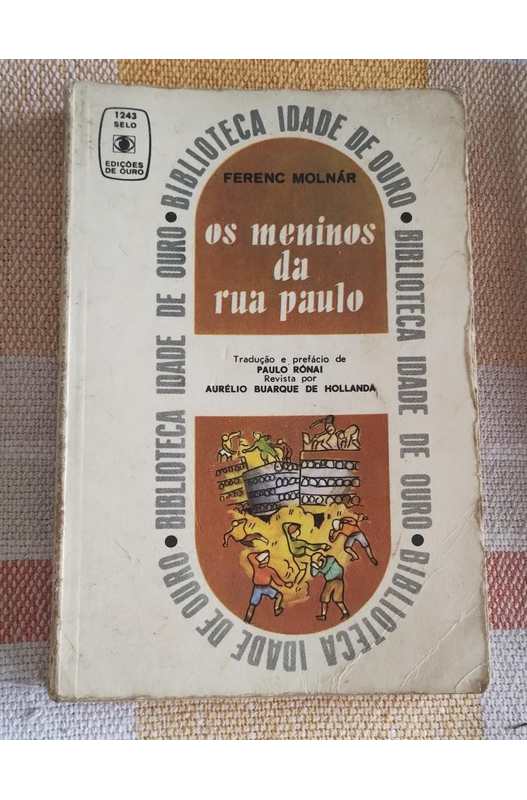 1243
SELO
EDIÇÕES
DE OURO
BIBLIOTECA IDADE DE OURO • BIBLIOTECA IDADE DE OURO • BIBLIOTECA IDADE DE OURO • BIBLIOTECA IDADE DE OURO •
FERENC MOLNÁR
os meninos
da
rua paulo
Tradução e prefácio de
PAULO RÓNAI
Revista por
AURÉLIO BUARQUE DE HOLLANDA